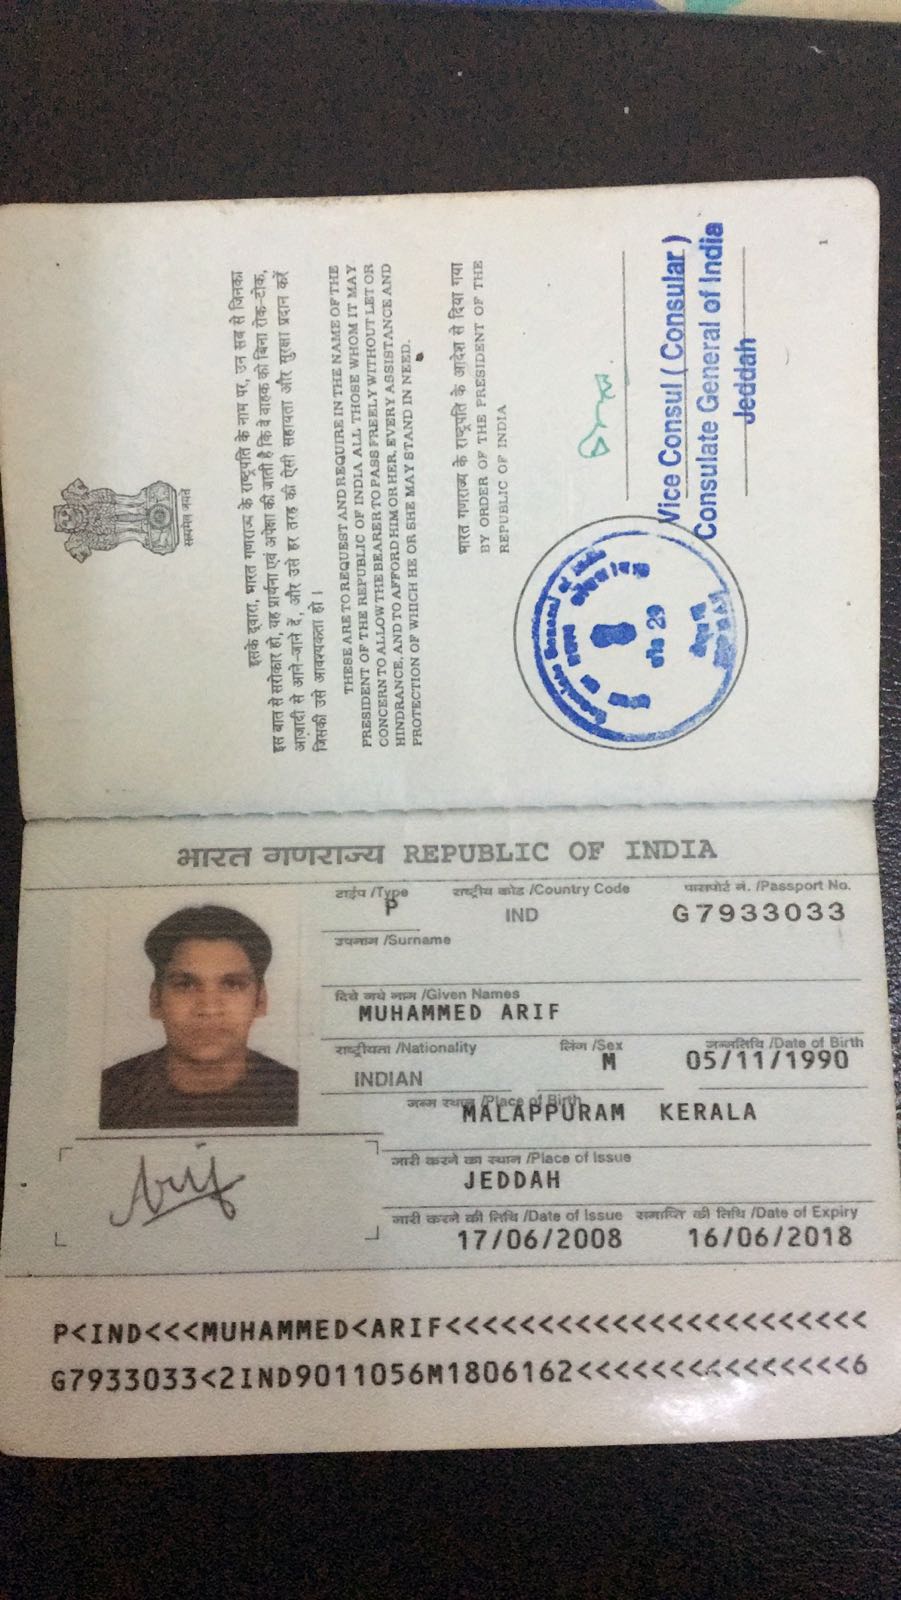 सत्यमेव जयते
इसके द्वारा, भारत गणराज्य के राष्ट्रपति के नाम पर, उन सब से जिनका
इस बात से सरोकार हो, यह प्रार्थना एवं अपेक्षा की जाती है कि वे वाहक को बिना रोक-टोक,
आजादी से आने-जाने दें, और उसे हर तरह की ऐसी सहायता और सुरक्षा प्रदान करें
जिसकी उसे आवश्यकता हो।
THESE ARE TO REQUEST AND REQUIRE IN THE NAME OF THE
PRESIDENT OF THE REPUBLIC OF INDIA ALL THOSE WHOM IT MAY
CONCERN TO ALLOW THE BEARER TO PASS FREELY WITHOUT LET OR
HINDRANCE, AND TO AFFORD HIM OR HER, EVERY ASSISTANCE AND
PROTECTION OF WHICH HE OR SHE MAY STAND IN NEED.
भारत गणराज्य के राष्ट्रपति के आदेश से दिया गया
BY ORDER OF THE PRESIDENT OF THE
REPUBLIC OF INDIA
Vice Consul (Consular)
Consulate General of India
Jeddah
General of India
29
1
भारत गणराज्य REPUBLIC OF INDIA
टाईप /Type राष्ट्रीय कोड /Country Code पासपोर्ट नं. /Passport No.
P IND G7933033
उपनाम /Surname
दिये गये नाम /Given Names
MUHAMMED ARIF
राष्ट्रीयता /Nationality लिंग /Sex जन्मतिथि /Date of Birth
INDIAN M 05/11/1990
जन्म स्थान /Place of Birth
MALAPPURAM KERALA
जारी करने का स्थान /Place of Issue
JEDDAH
जारी करने की तिथि /Date of Issue समाप्ति की तिथि /Date of Expiry
17/06/2008 16/06/2018
Arif
P<IND<<<MUHAMMED<ARIF<<<<<<<<<<<<<<<<<<<<<<<
G7933033<2IND9011056M1806162<<<<<<<<<<<<<<<6